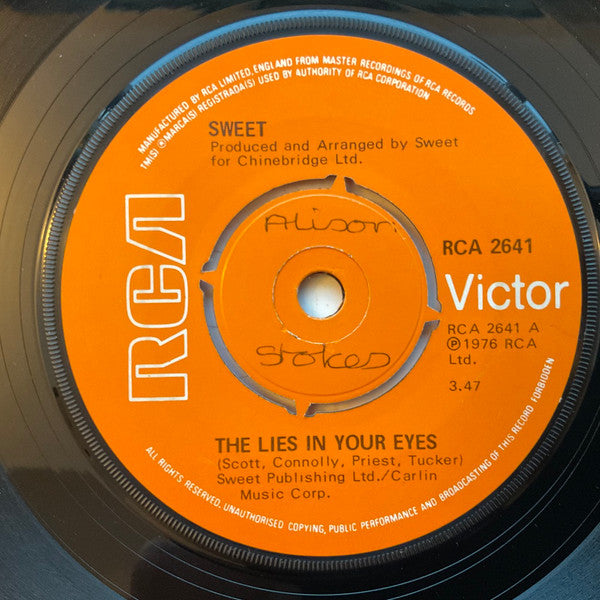 MANUFACTURED BY RCA LIMITED, ENGLAND FROM MASTER RECORDINGS OF RCA RECORDS
TM(S) ® MARCA(S) REGISTRADA(S) USED BY AUTHORITY OF RCA CORPORATION
SWEET
Produced and Arranged by Sweet
for Chinebridge Ltd.
RCA
Alison
Stokes
RCA 2641
Victor
RCA 2641 A
℗1976 RCA
Ltd.
3.47
THE LIES IN YOUR EYES
(Scott, Connolly, Priest, Tucker)
Sweet Publishing Ltd./Carlin
Music Corp.
ALL RIGHTS RESERVED. UNAUTHORISED COPYING, PUBLIC PERFORMANCE AND BROADCASTING OF THIS RECORD FORBIDDEN